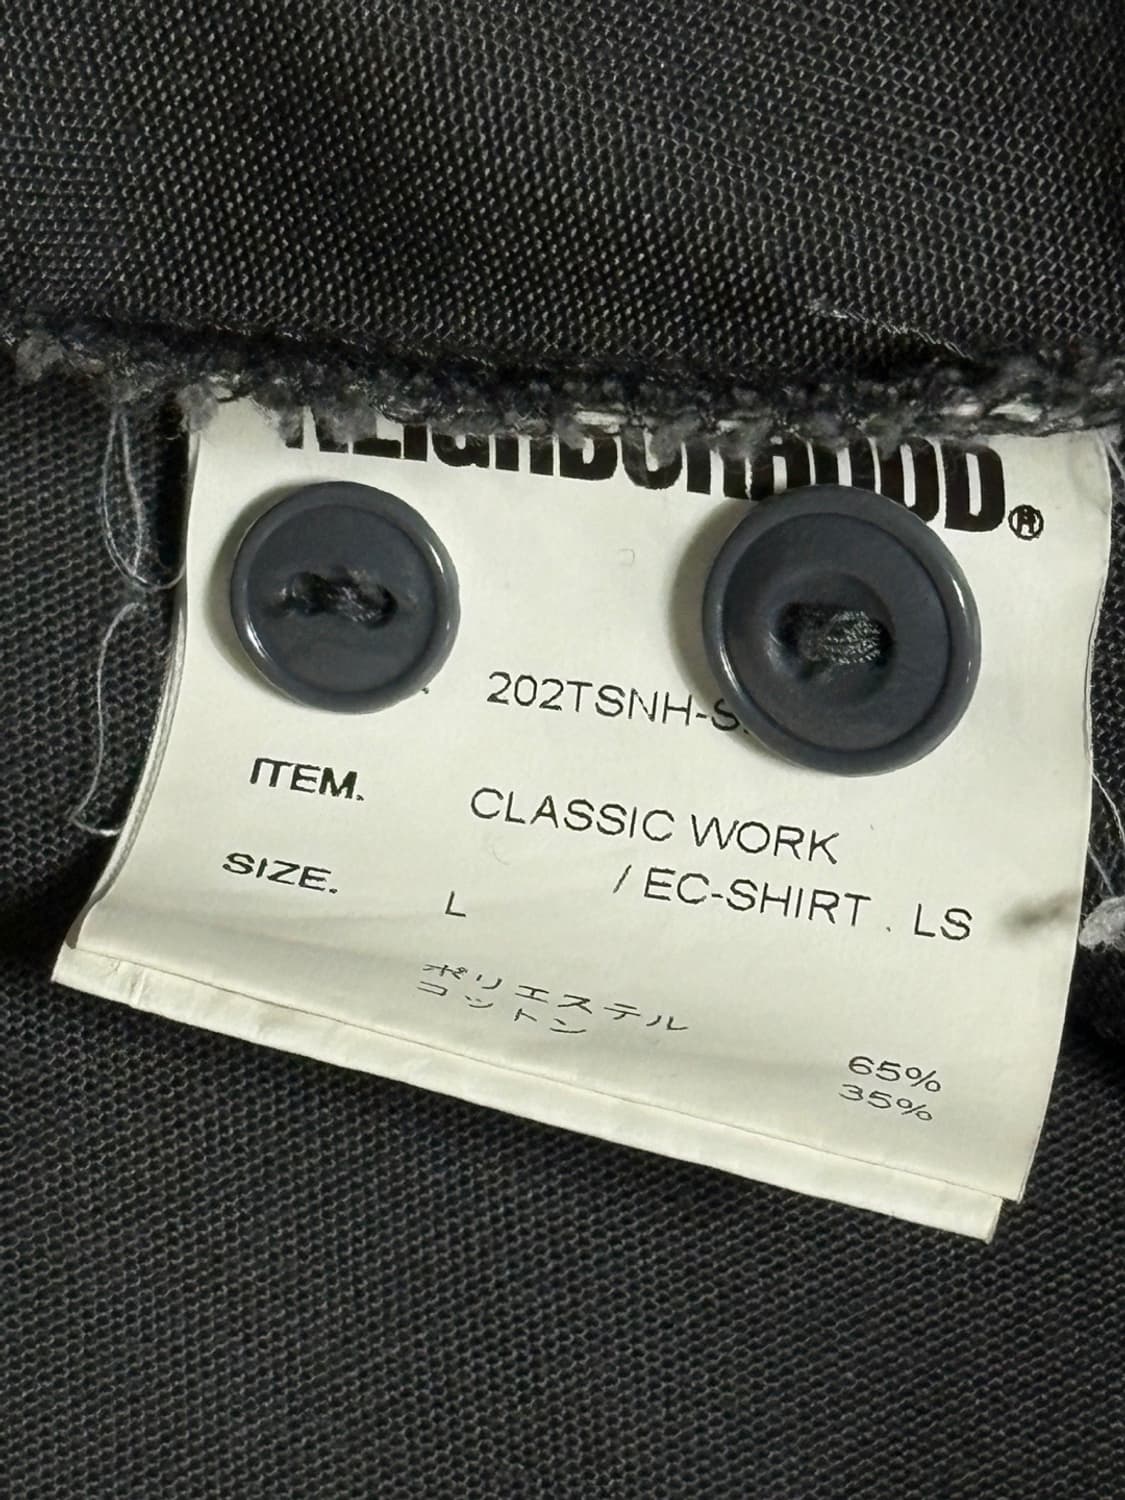 NEIGHBORHOOD®
202TSNH-S
ITEM. CLASSIC WORK
/ EC-SHIRT . LS
SIZE. L
ポリエステル 65%
コットン 35%